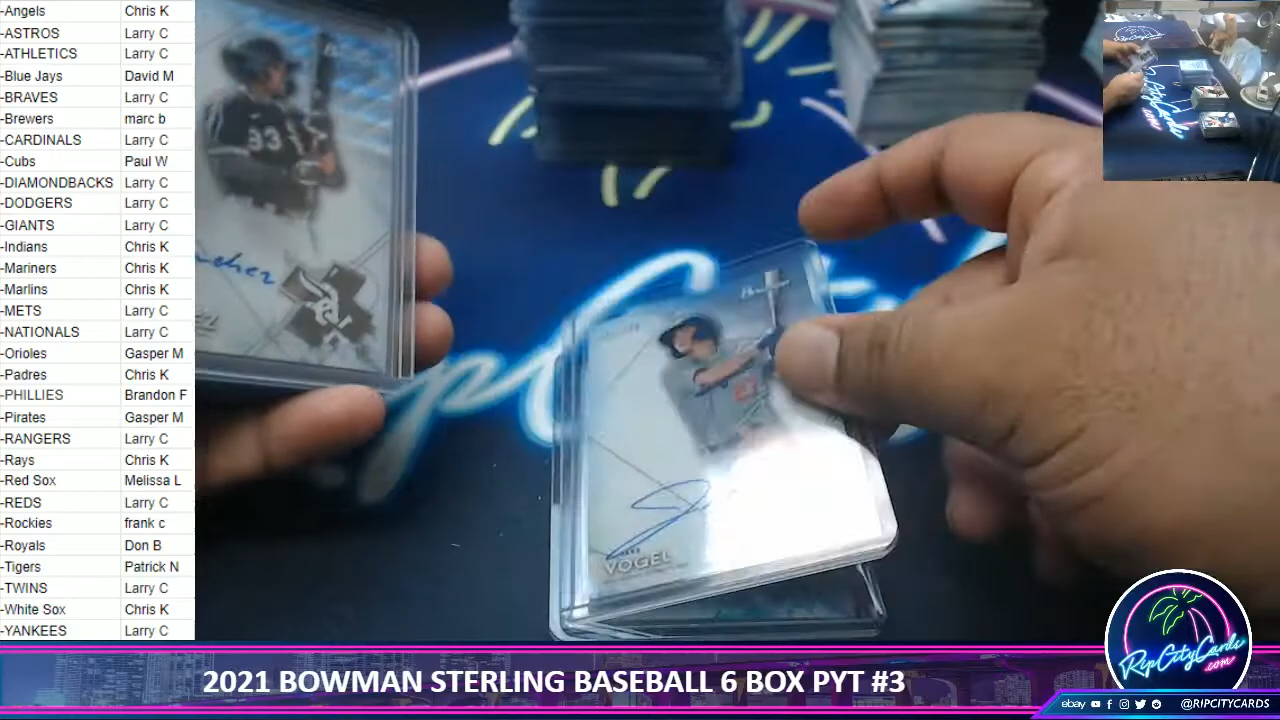 -Angels Chris K
-ASTROS Larry C
-ATHLETICS Larry C
-Blue Jays David M
-BRAVES Larry C
-Brewers marc b
-CARDINALS Larry C
-Cubs Paul W
-DIAMONDBACKS Larry C
-DODGERS Larry C
-GIANTS Larry C
-Indians Chris K
-Mariners Chris K
-Marlins Chris K
-METS Larry C
-NATIONALS Larry C
-Orioles Gasper M
-Padres Chris K
-PHILLIES Brandon F
-Pirates Gasper M
-RANGERS Larry C
-Rays Chris K
-Red Sox Melissa L
-REDS Larry C
-Rockies frank c
-Royals Don B
-Tigers Patrick N
-TWINS Larry C
-White Sox Chris K
-YANKEES Larry C
93
VOGEL
RipCityCards
.com
2021 BOWMAN STERLING BASEBALL 6 BOX PYT #3
ebay @RIPCITYCARDS